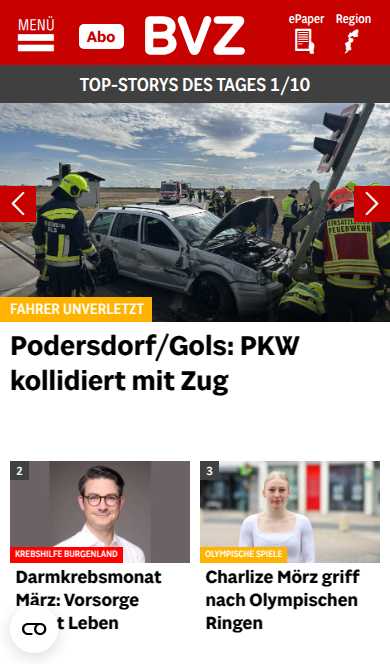 MENÜ
Abo
BVZ
ePaper
Region
TOP-STORYS DES TAGES 1/10
FAHRER UNVERLETZT
Podersdorf/Gols: PKW
kollidiert mit Zug
2
KREBSHILFE BURGENLAND
Darmkrebsmonat
März: Vorsorge
Leben
3
OLYMPISCHE SPIELE
Charlize Mörz griff
nach Olympischen
Ringen